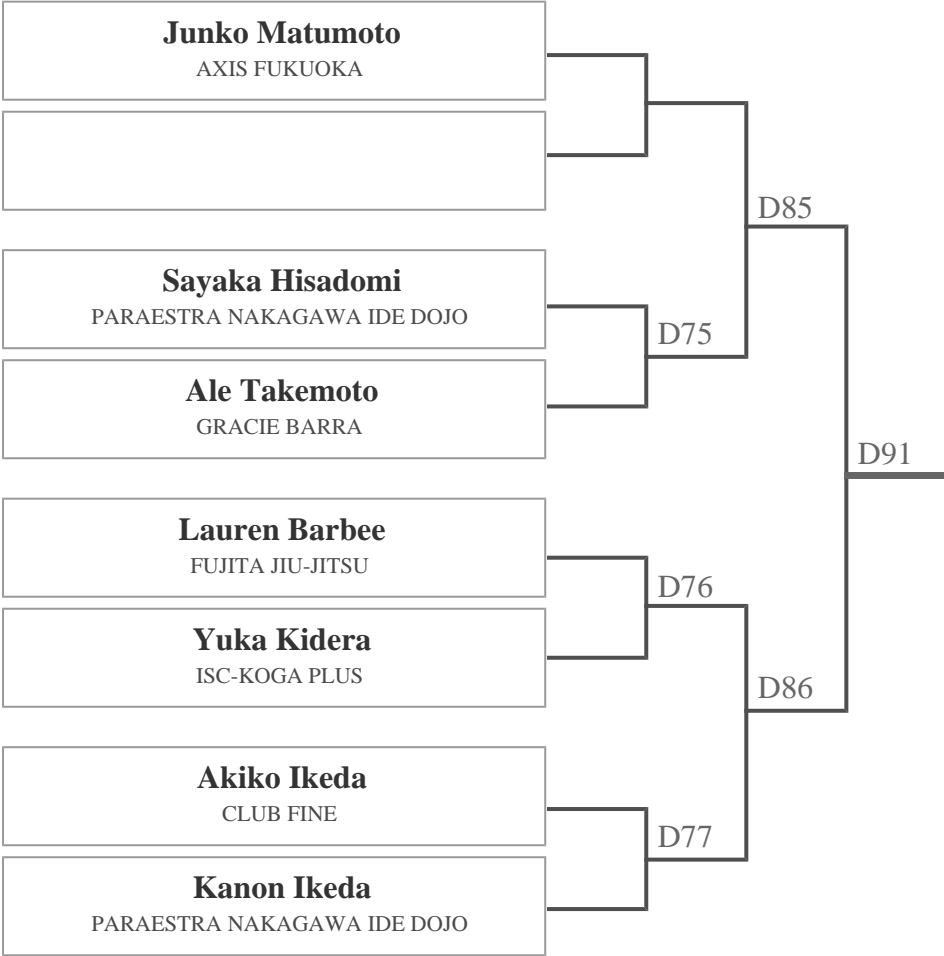 Junko Matumoto
AXIS FUKUOKA
D85
Sayaka Hisadomi
PARAESTRA NAKAGAWA IDE DOJO
D75
Ale Takemoto
GRACIE BARRA
D91
Lauren Barbee
FUJITA JIU-JITSU
D76
Yuka Kidera
ISC-KOGA PLUS
D86
Akiko Ikeda
CLUB FINE
D77
Kanon Ikeda
PARAESTRA NAKAGAWA IDE DOJO